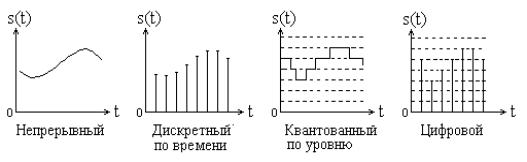 s(t) s(t) s(t) s(t)
0 t 0 t 0 t 0 t
Непрерывный Дискретный Квантованный Цифровой
по времени по уровню